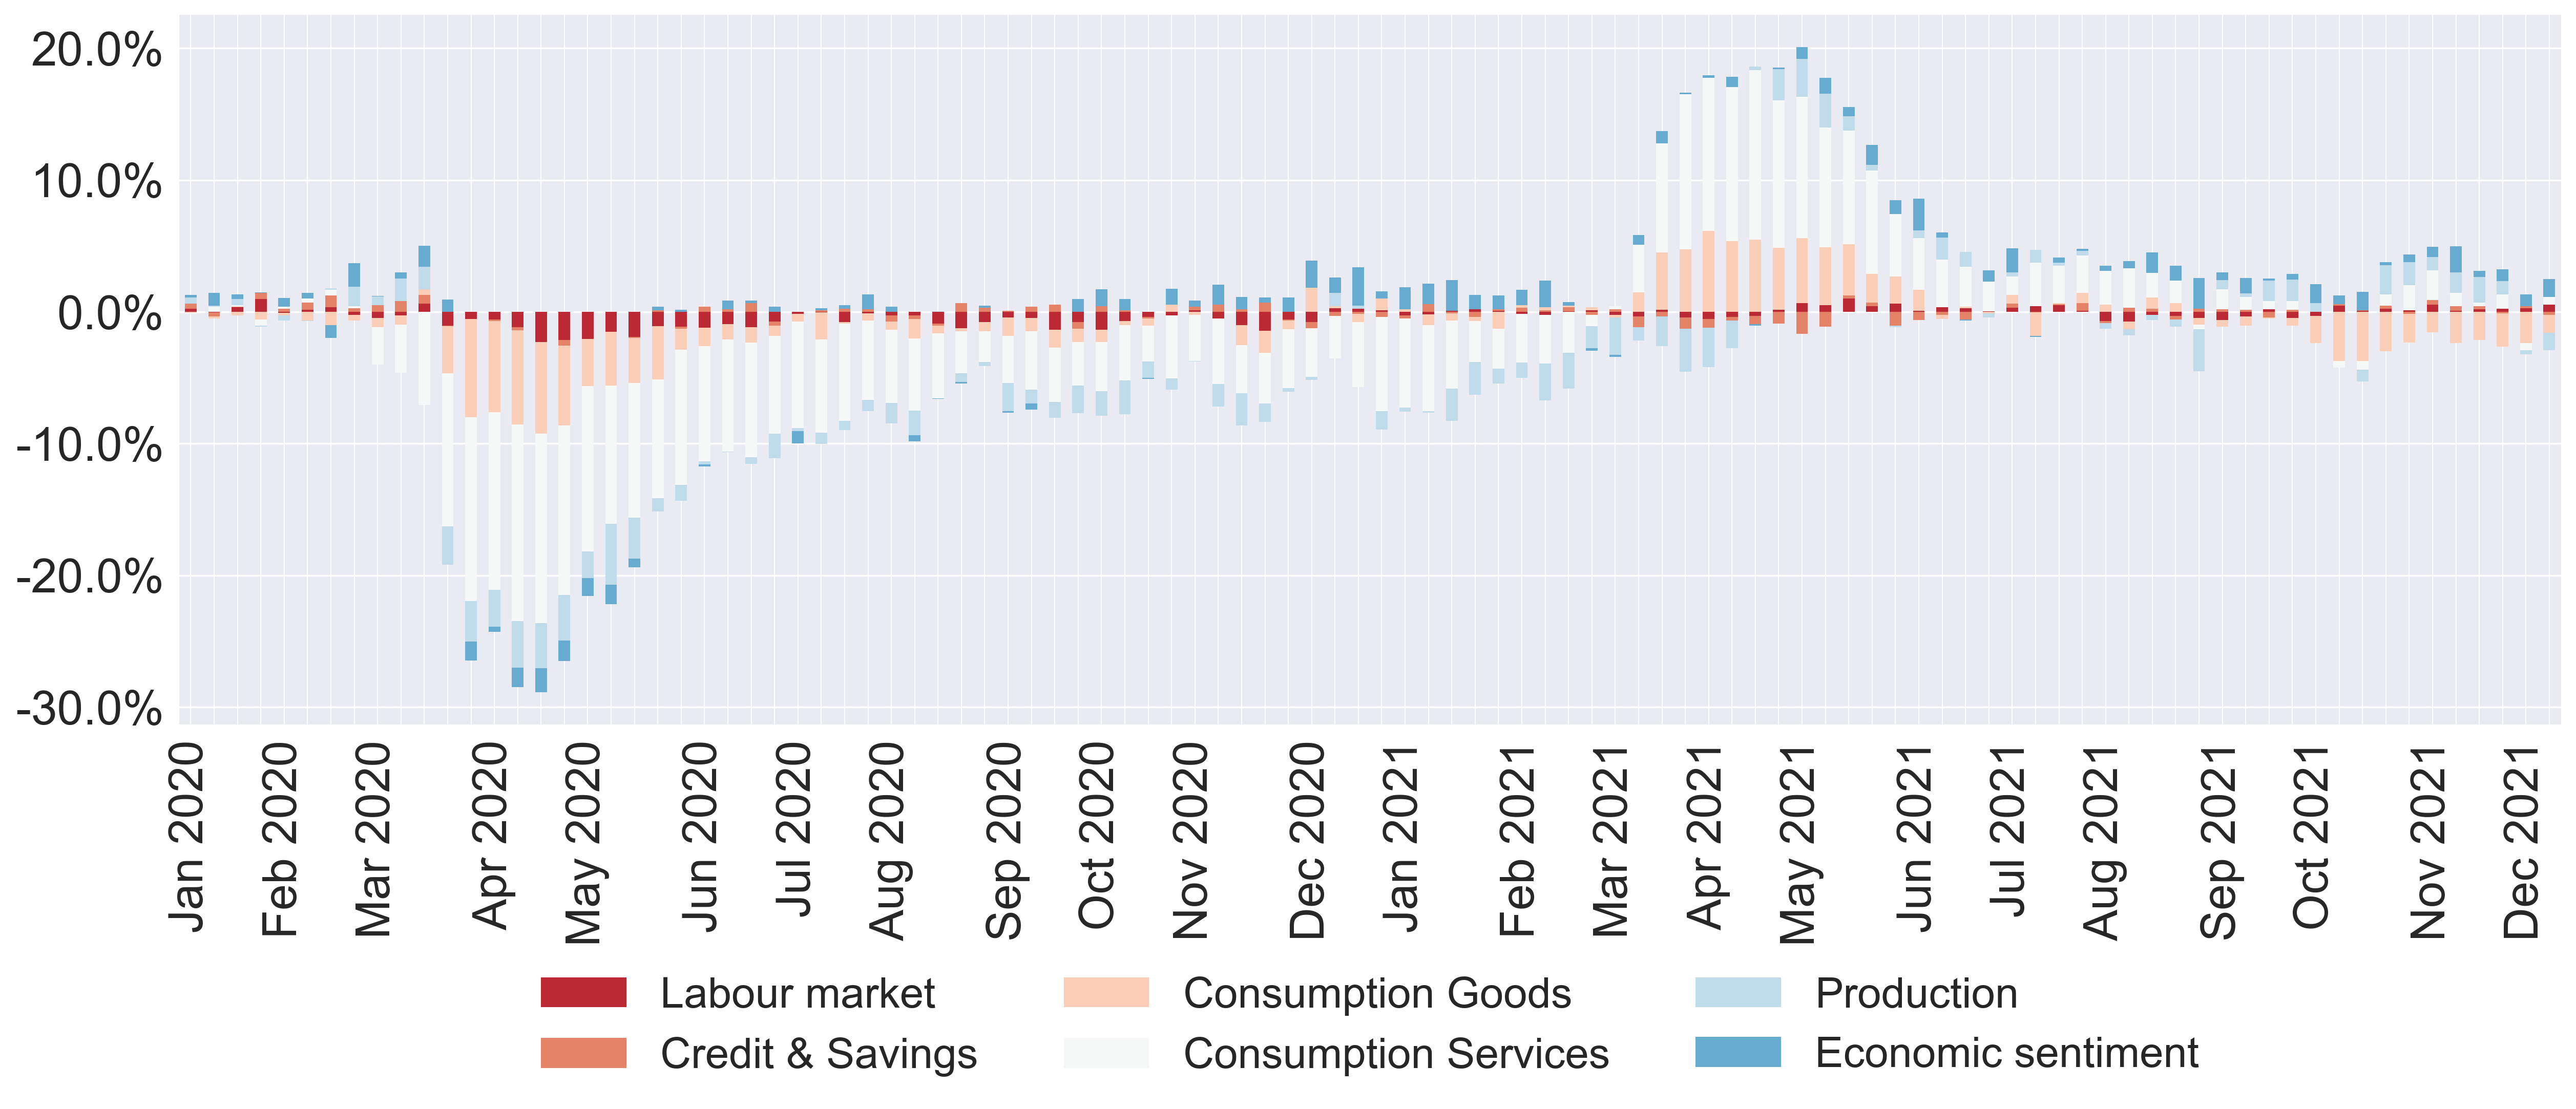 20.0%
10.0%
0.0%
-10.0%
-20.0%
-30.0%
Jan 2020
Feb 2020
Mar 2020
Apr 2020
May 2020
Jun 2020
Jul 2020
Aug 2020
Sep 2020
Oct 2020
Nov 2020
Dec 2020
Jan 2021
Feb 2021
Mar 2021
Apr 2021
May 2021
Jun 2021
Jul 2021
Aug 2021
Sep 2021
Oct 2021
Nov 2021
Dec 2021
Labour market
Consumption Goods
Production
Credit & Savings
Consumption Services
Economic sentiment